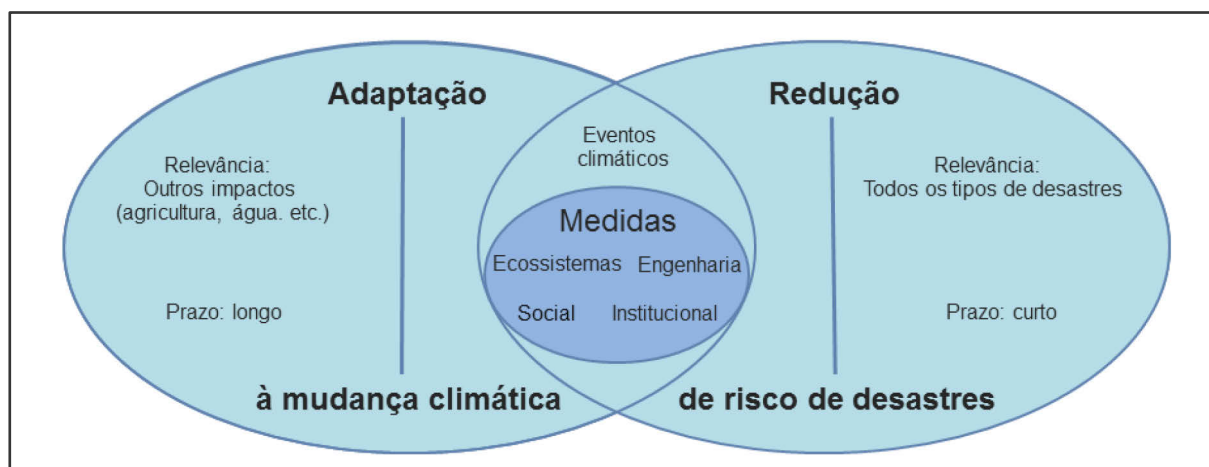 Adaptação
Relevância:
Outros impactos
(agricultura, água. etc.)
Prazo: longo
à mudança climática
Eventos
climáticos
Medidas
Ecossistemas Engenharia
Social Institucional
Redução
Relevância:
Todos os tipos de desastres
Prazo: curto
de risco de desastres